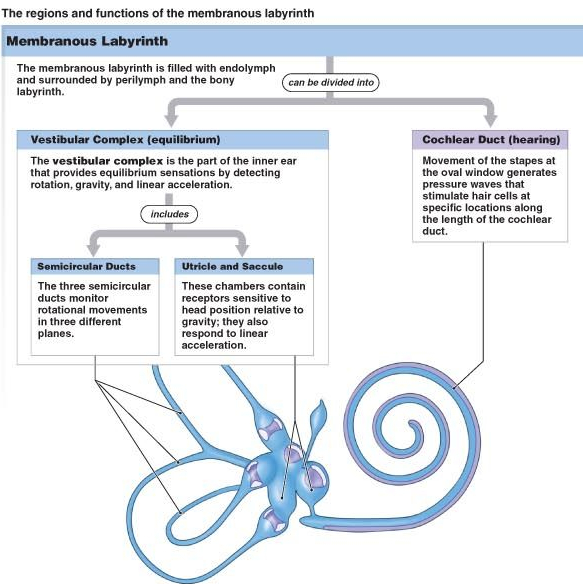 The regions and functions of the membranous labyrinth
Membranous Labyrinth
The membranous labyrinth is filled with endolymph
and surrounded by perilymph and the bony
labyrinth.
can be divided into
Vestibular Complex (equilibrium)
The vestibular complex is the part of the inner ear
that provides equilibrium sensations by detecting
rotation, gravity, and linear acceleration.
includes
Semicircular Ducts
The three semicircular
ducts monitor
rotational movements
in three different
planes.
Utricle and Saccule
These chambers contain
receptors sensitive to
head position relative to
gravity; they also
respond to linear
acceleration.
Cochlear Duct (hearing)
Movement of the stapes at
the oval window generates
pressure waves that
stimulate hair cells at
specific locations along
the length of the cochlear
duct.